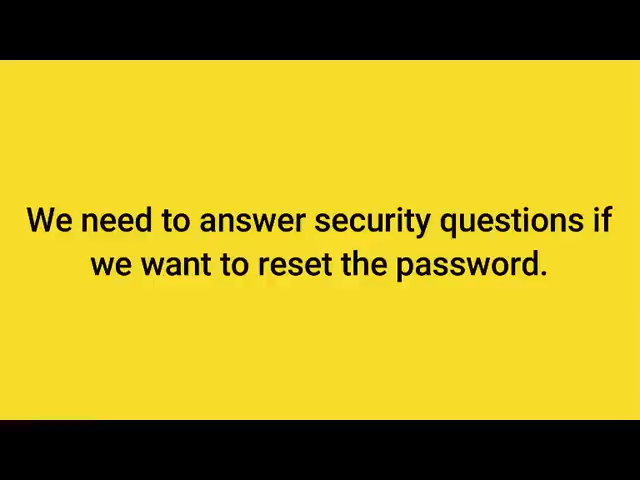 We need to answer security questions if
we want to reset the password.